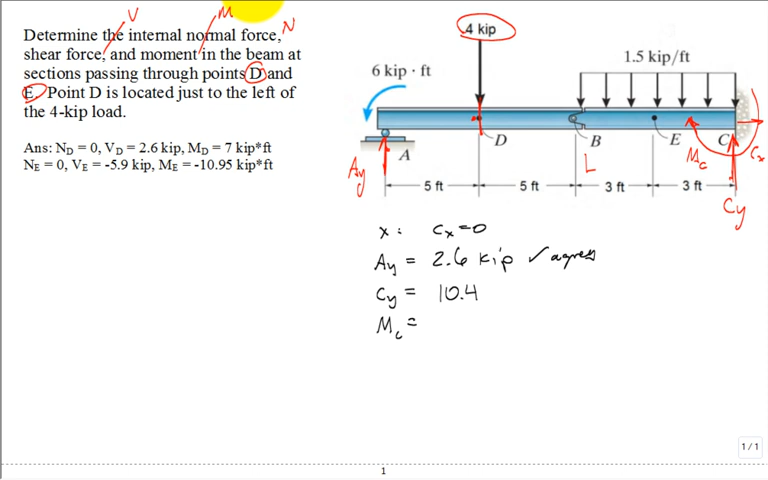 V
M
N
Determine the internal normal force,
shear force, and moment in the beam at
sections passing through points D and
E. Point D is located just to the left of
the 4-kip load.
Ans: ND = 0, VD = 2.6 kip, MD = 7 kip*ft
NE = 0, VE = -5.9 kip, ME = -10.95 kip*ft
4 kip
1.5 kip/ft
6 kip · ft
A
D
B
E
C
Mc
Cx
Ay
L
Cy
5 ft
5 ft
3 ft
3 ft
x: Cx=0
Ay = 2.6 kip ✓agrees
Cy = 10.4
Mc =
1/1
1